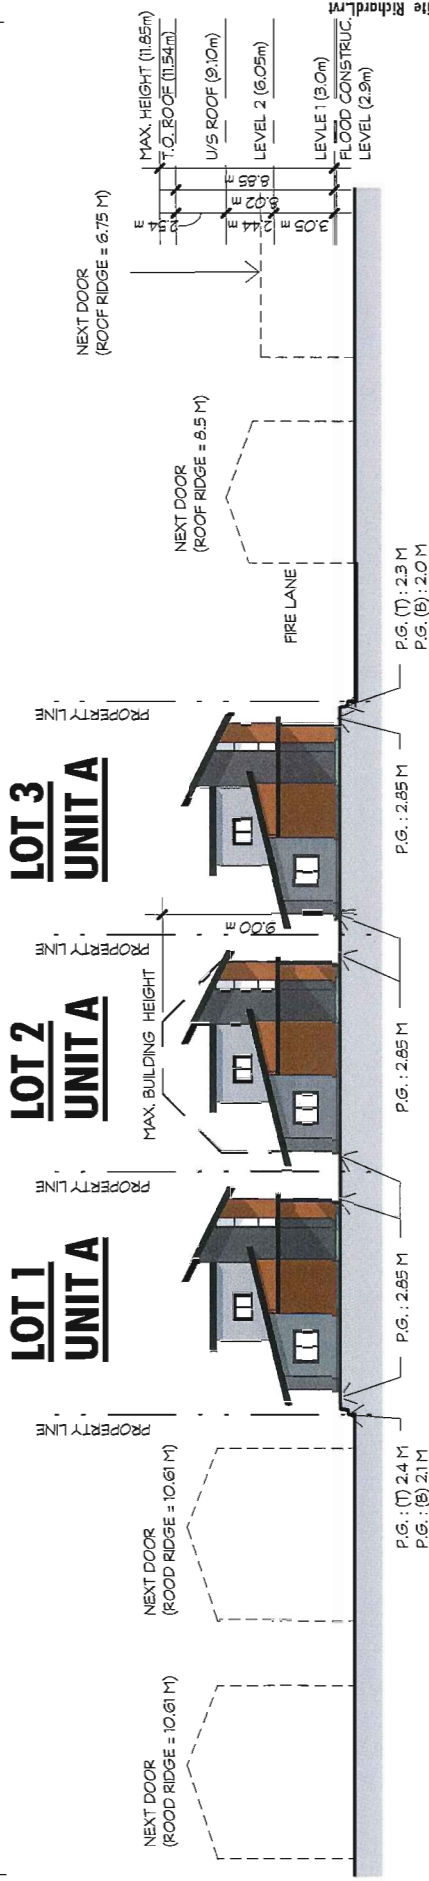 LOT 1
UNIT A
LOT 2
UNIT A
LOT 3
UNIT A
NEXT DOOR
(ROOD RIDGE = 10.61 M)
NEXT DOOR
(ROOD RIDGE = 10.61 M)
PROPERTY LINE
PROPERTY LINE
MAX. BUILDING HEIGHT
9.00 m
PROPERTY LINE
PROPERTY LINE
FIRE LANE
NEXT DOOR
(ROOF RIDGE = 8.5 M)
NEXT DOOR
(ROOF RIDGE = 6.75 M)
MAX. HEIGHT (11.85m)
T.O. ROOF (11.54m)
U/S ROOF (9.10m)
LEVEL 2 (6.05m)
LEVLE 1 (3.0m)
FLOOD CONSTRUC.
LEVEL (2.9m)
8.85 m
2.54 m
2.44 m
3.05 m
P.G. : (T) 2.4 M
P.G. : (B) 2.1 M
P.G. : 2.85 M
P.G. : 2.85 M
P.G. : 2.85 M
P.G. (T) : 2.3 M
P.G. (B) : 2.0 M
ite Richard.rvt